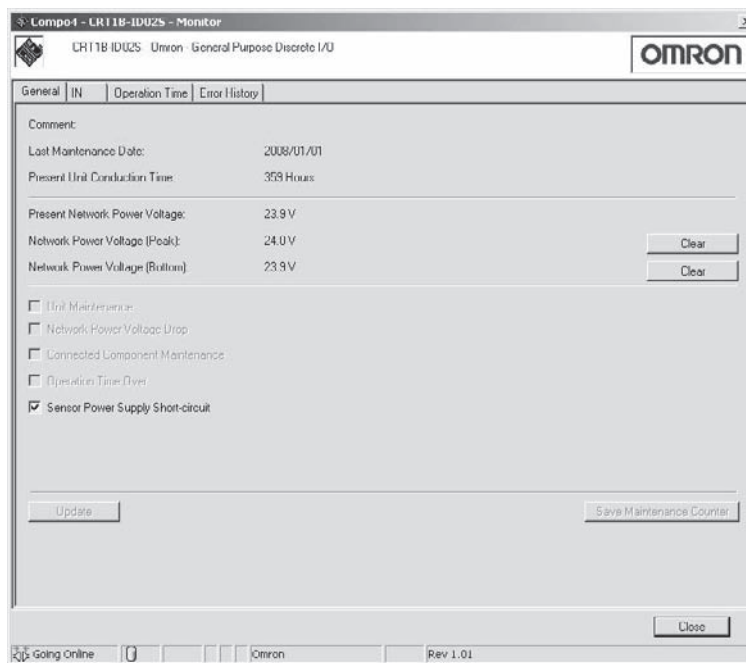 Compo4 - CRT1B-ID02S - Monitor
CRT1B-ID02S Omron - General Purpose Discrete I/O
OMRON
General IN Operation Time Error History
Comment:
Last Maintenance Date: 2008/01/01
Present Unit Conduction Time 359 Hours
Present Network Power Voltage: 23.9 V
Network Power Voltage (Peak): 24.0 V Clear
Network Power Voltage (Bottom) 23.9 V Clear
Unit Maintenance
Network Power Voltage Drop
Connected Component Maintenance
Operation Time Over
Sensor Power Supply Short-circuit
Update Save Maintenance Counter
Close
Going Online Omron Rev 1.01